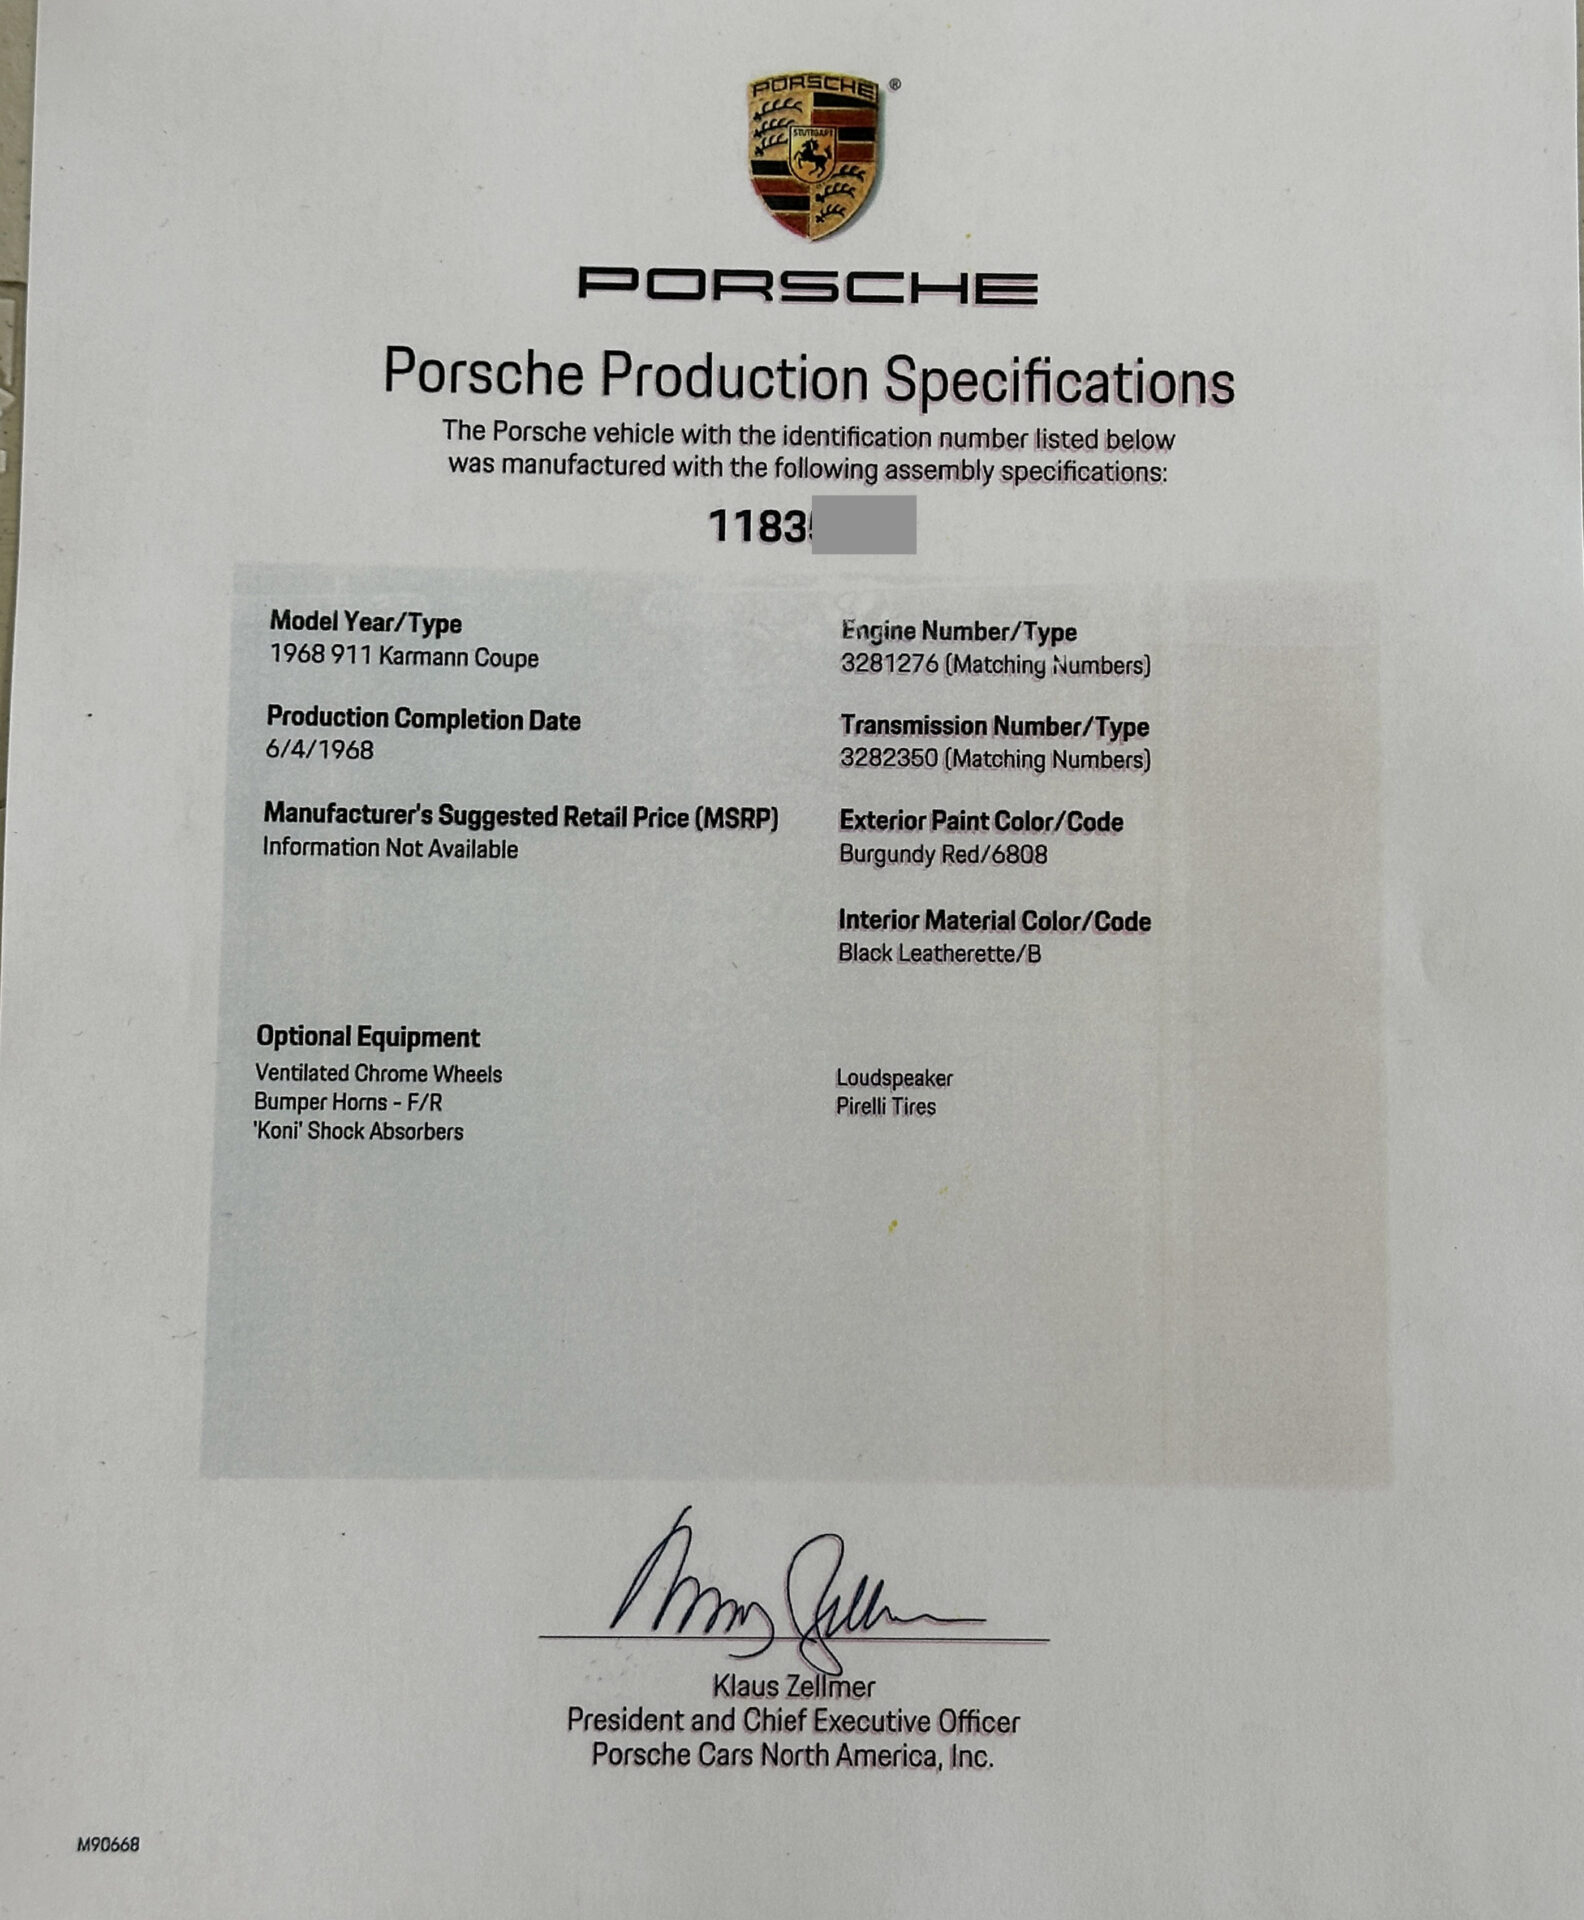 PORSCHE ®
STUTTGART
PORSCHE
Porsche Production Specifications
The Porsche vehicle with the identification number listed below
was manufactured with the following assembly specifications:
1183
Model Year/Type
1968 911 Karmann Coupe
Production Completion Date
6/4/1968
Manufacturer's Suggested Retail Price (MSRP)
Information Not Available
Engine Number/Type
3281276 (Matching Numbers)
Transmission Number/Type
3282350 (Matching Numbers)
Exterior Paint Color/Code
Burgundy Red/6808
Interior Material Color/Code
Black Leatherette/B
Optional Equipment
Ventilated Chrome Wheels
Bumper Horns - F/R
'Koni' Shock Absorbers
Loudspeaker
Pirelli Tires
Klaus Zellmer
President and Chief Executive Officer
Porsche Cars North America, Inc.
M90668